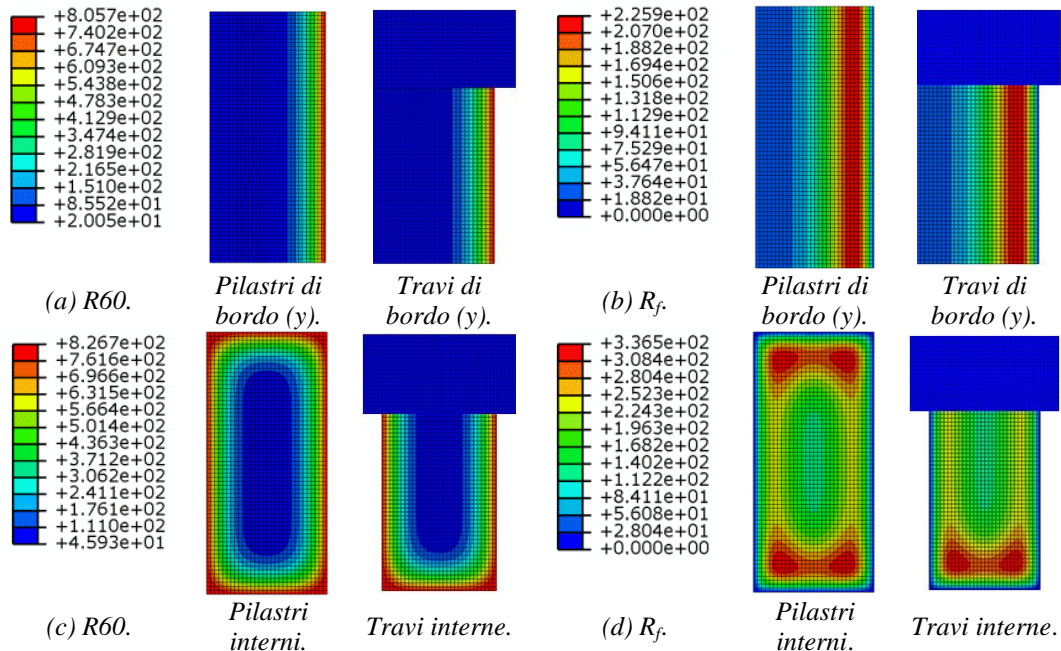 +8.057e+02
+7.402e+02
+6.747e+02
+6.093e+02
+5.438e+02
+4.783e+02
+4.129e+02
+3.474e+02
+2.819e+02
+2.165e+02
+1.510e+02
+8.552e+01
+2.005e+01
(a) R60.
Pilastri di
bordo (y).
Travi di
bordo (y).
+2.259e+02
+2.070e+02
+1.882e+02
+1.694e+02
+1.506e+02
+1.318e+02
+1.129e+02
+9.411e+01
+7.529e+01
+5.647e+01
+3.764e+01
+1.882e+01
+0.000e+00
(b) Rf.
Pilastri di
bordo (y).
Travi di
bordo (y).
+8.267e+02
+7.616e+02
+6.966e+02
+6.315e+02
+5.664e+02
+5.014e+02
+4.363e+02
+3.712e+02
+3.062e+02
+2.411e+02
+1.761e+02
+1.110e+02
+4.593e+01
(c) R60.
Pilastri
interni.
Travi interne.
+3.365e+02
+3.084e+02
+2.804e+02
+2.523e+02
+2.243e+02
+1.963e+02
+1.682e+02
+1.402e+02
+1.122e+02
+8.411e+01
+5.608e+01
+2.804e+01
+0.000e+00
(d) Rf.
Pilastri
interni.
Travi interne.